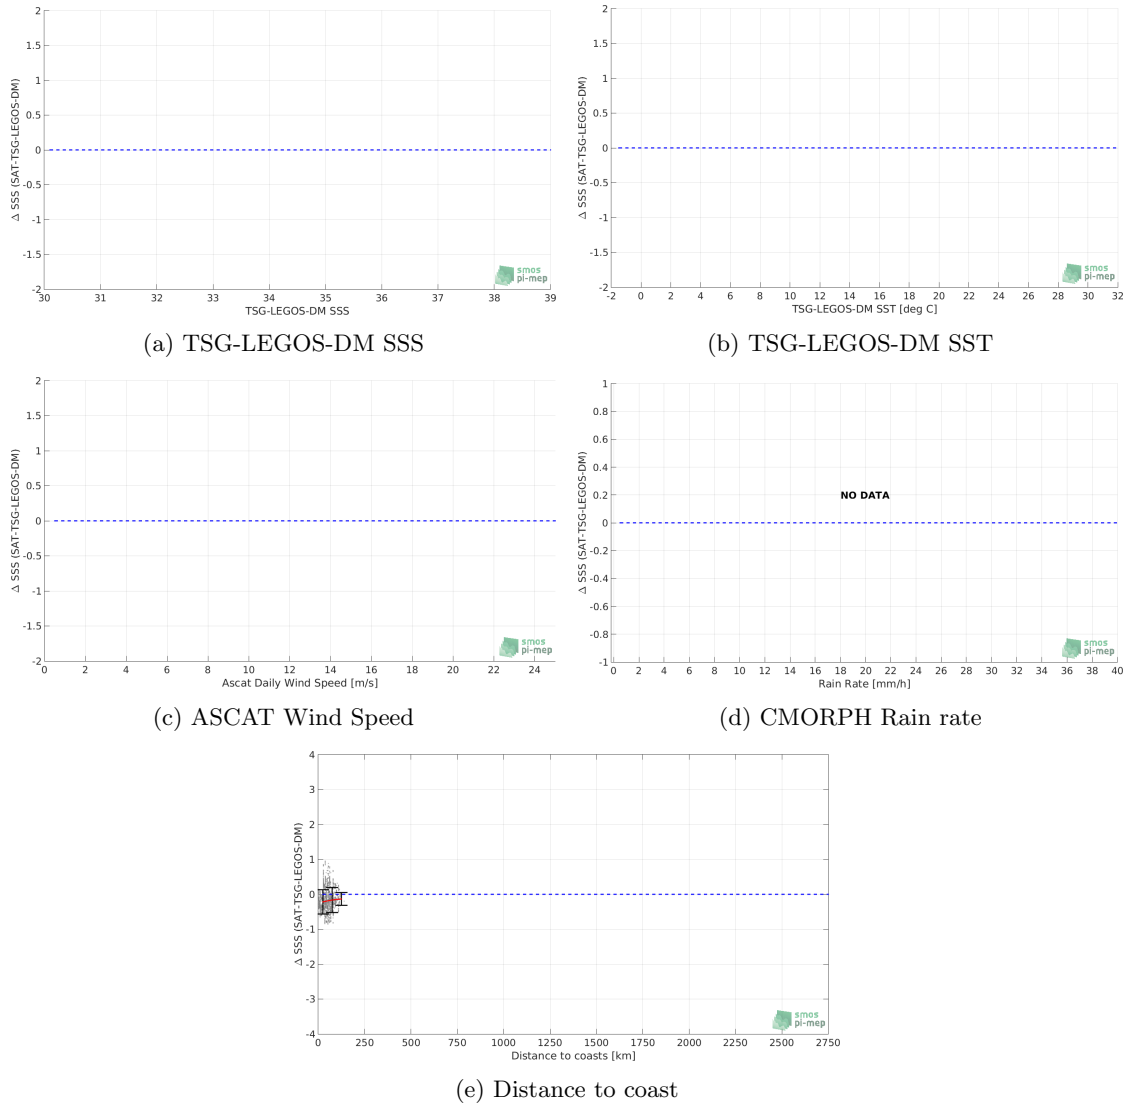 2
1.5
1
0.5
0
-0.5
-1
-1.5
-2
Δ SSS (SAT-TSG-LEGOS-DM)
30 31 32 33 34 35 36 37 38 39
TSG-LEGOS-DM SSS
smos
pi-mep
(a) TSG-LEGOS-DM SSS
2
1.5
1
0.5
0
-0.5
-1
-1.5
-2
Δ SSS (SAT-TSG-LEGOS-DM)
-2 0 2 4 6 8 10 12 14 16 18 20 22 24 26 28 30 32
TSG-LEGOS-DM SST [deg C]
smos
pi-mep
(b) TSG-LEGOS-DM SST
2
1.5
1
0.5
0
-0.5
-1
-1.5
-2
Δ SSS (SAT-TSG-LEGOS-DM)
0 2 4 6 8 10 12 14 16 18 20 22 24
Ascat Daily Wind Speed [m/s]
smos
pi-mep
(c) ASCAT Wind Speed
1
0.8
0.6
0.4
0.2
0
-0.2
-0.4
-0.6
-0.8
-1
Δ SSS (SAT-TSG-LEGOS-DM)
NO DATA
0 2 4 6 8 10 12 14 16 18 20 22 24 26 28 30 32 34 36 38 40
Rain Rate [mm/h]
smos
pi-mep
(d) CMORPH Rain rate
4
3
2
1
0
-1
-2
-3
-4
Δ SSS (SAT-TSG-LEGOS-DM)
0 250 500 750 1000 1250 1500 1750 2000 2250 2500 2750
Distance to coasts [km]
smos
pi-mep
(e) Distance to coast